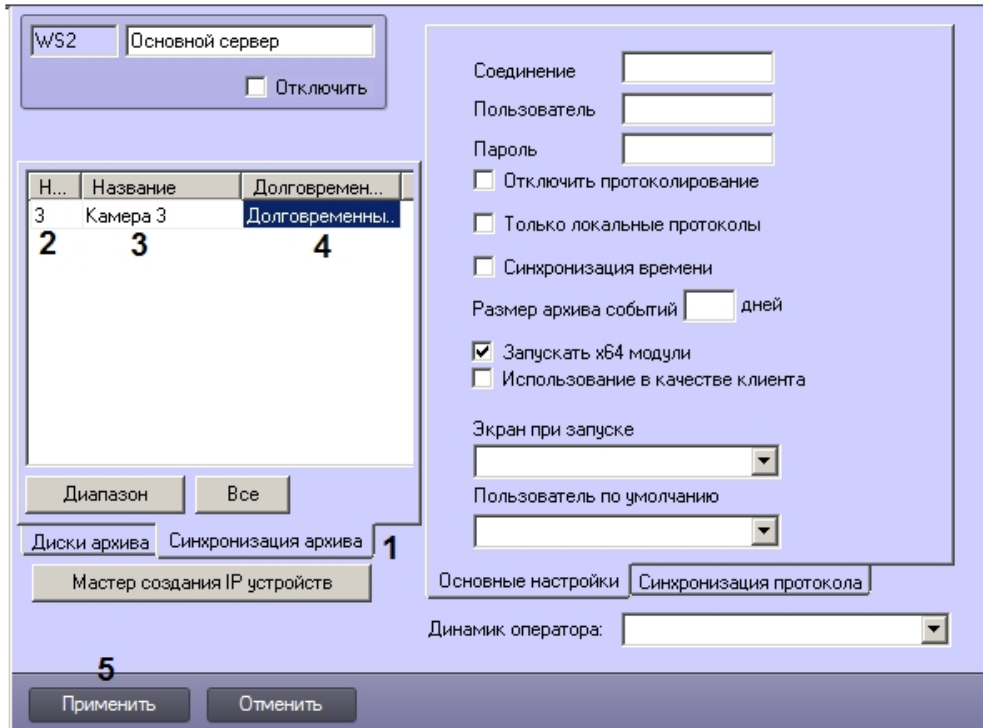 WS2 Основной сервер
Отключить
Н... Название Долговремен...
3 Камера 3 Долговременны..
2 3 4
Диапазон Все
Диски архива Синхронизация архива 1
Мастер создания IP устройств
Соединение
Пользователь
Пароль
Отключить протоколирование
Только локальные протоколы
Синхронизация времени
Размер архива событий дней
Запускать x64 модули
Использование в качестве клиента
Экран при запуске
Пользователь по умолчанию
Основные настройки Синхронизация протокола
Динамик оператора:
5
Применить Отменить